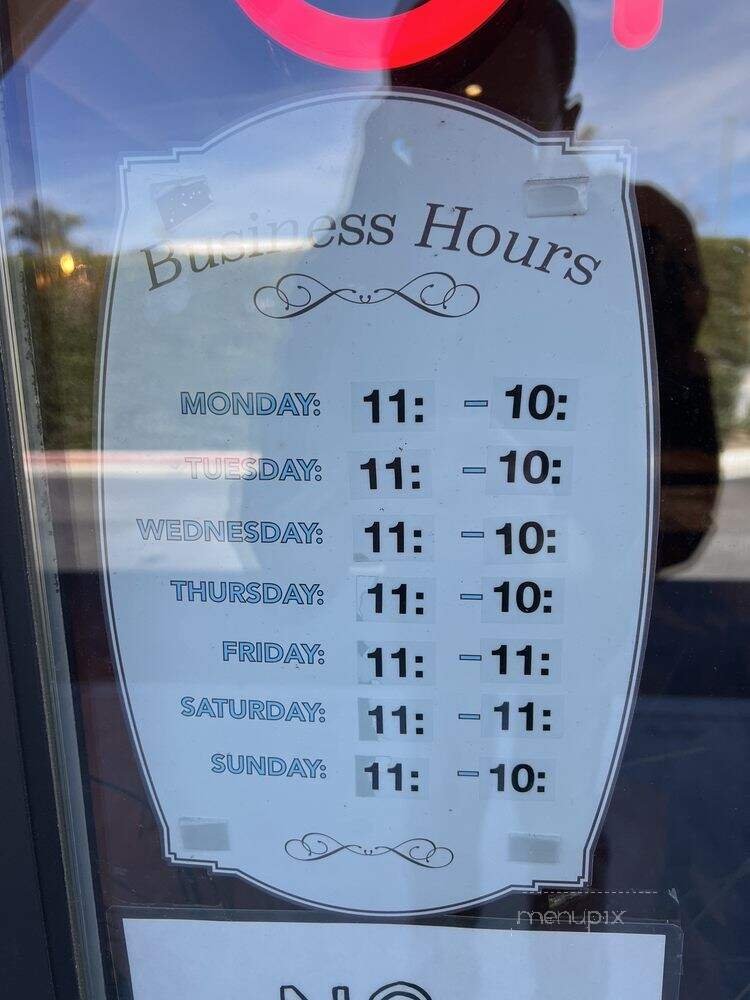 Business Hours
MONDAY: 11: - 10:
TUESDAY: 11: - 10:
WEDNESDAY: 11: - 10:
THURSDAY: 11: - 10:
FRIDAY: 11: - 11:
SATURDAY: 11: - 11:
SUNDAY: 11: - 10:
menupix
NO